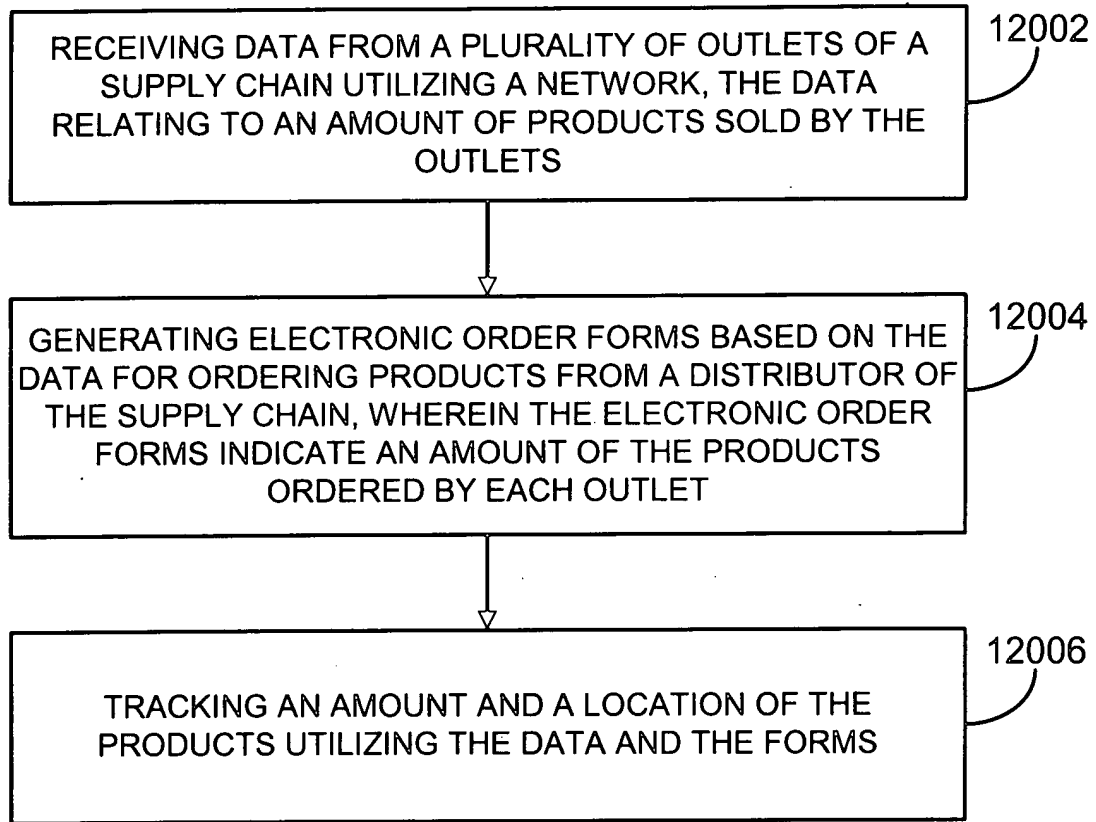 RECEIVING DATA FROM A PLURALITY OF OUTLETS OF A
SUPPLY CHAIN UTILIZING A NETWORK, THE DATA
RELATING TO AN AMOUNT OF PRODUCTS SOLD BY THE
OUTLETS
12002
GENERATING ELECTRONIC ORDER FORMS BASED ON THE
DATA FOR ORDERING PRODUCTS FROM A DISTRIBUTOR OF
THE SUPPLY CHAIN, WHEREIN THE ELECTRONIC ORDER
FORMS INDICATE AN AMOUNT OF THE PRODUCTS
ORDERED BY EACH OUTLET
12004
TRACKING AN AMOUNT AND A LOCATION OF THE
PRODUCTS UTILIZING THE DATA AND THE FORMS
12006